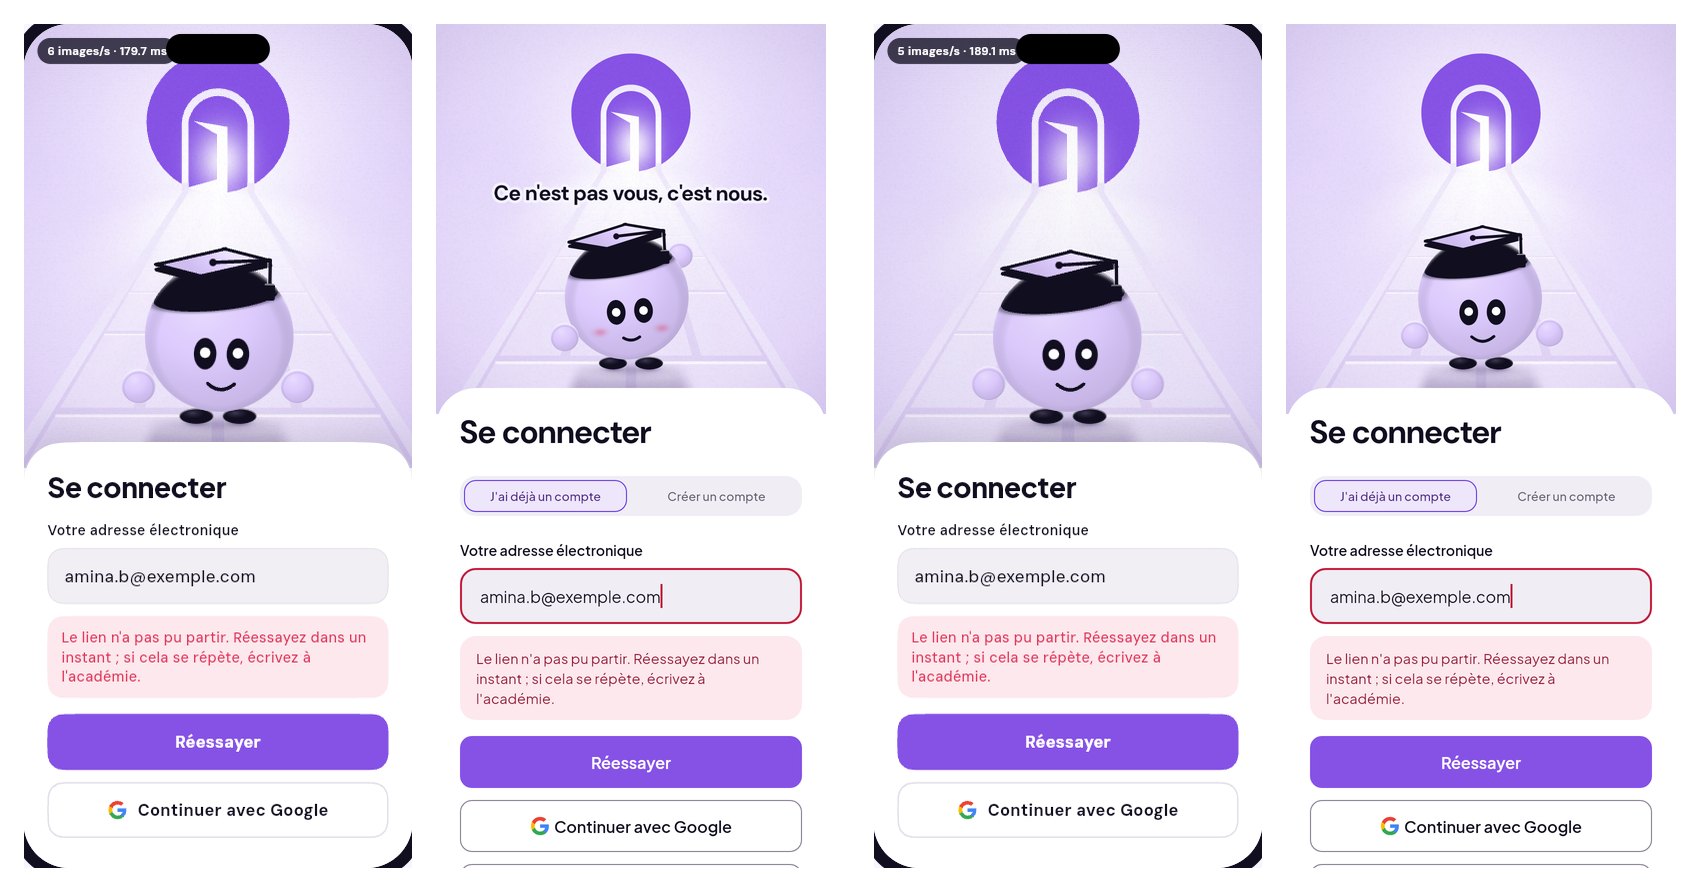 6 images/s · 179.7 ms
Se connecter
Votre adresse électronique
amina.b@exemple.com
Le lien n'a pas pu partir. Réessayez dans un
instant ; si cela se répète, écrivez à
l'académie.
Réessayer
Continuer avec Google
Ce n'est pas vous, c'est nous.
Se connecter
J'ai déjà un compte
Créer un compte
Votre adresse électronique
amina.b@exemple.com
Le lien n'a pas pu partir. Réessayez dans un
instant ; si cela se répète, écrivez à
l'académie.
Réessayer
Continuer avec Google
5 images/s · 189.1 ms
Se connecter
Votre adresse électronique
amina.b@exemple.com
Le lien n'a pas pu partir. Réessayez dans un
instant ; si cela se répète, écrivez à
l'académie.
Réessayer
Continuer avec Google
Se connecter
J'ai déjà un compte
Créer un compte
Votre adresse électronique
amina.b@exemple.com
Le lien n'a pas pu partir. Réessayez dans un
instant ; si cela se répète, écrivez à
l'académie.
Réessayer
Continuer avec Google